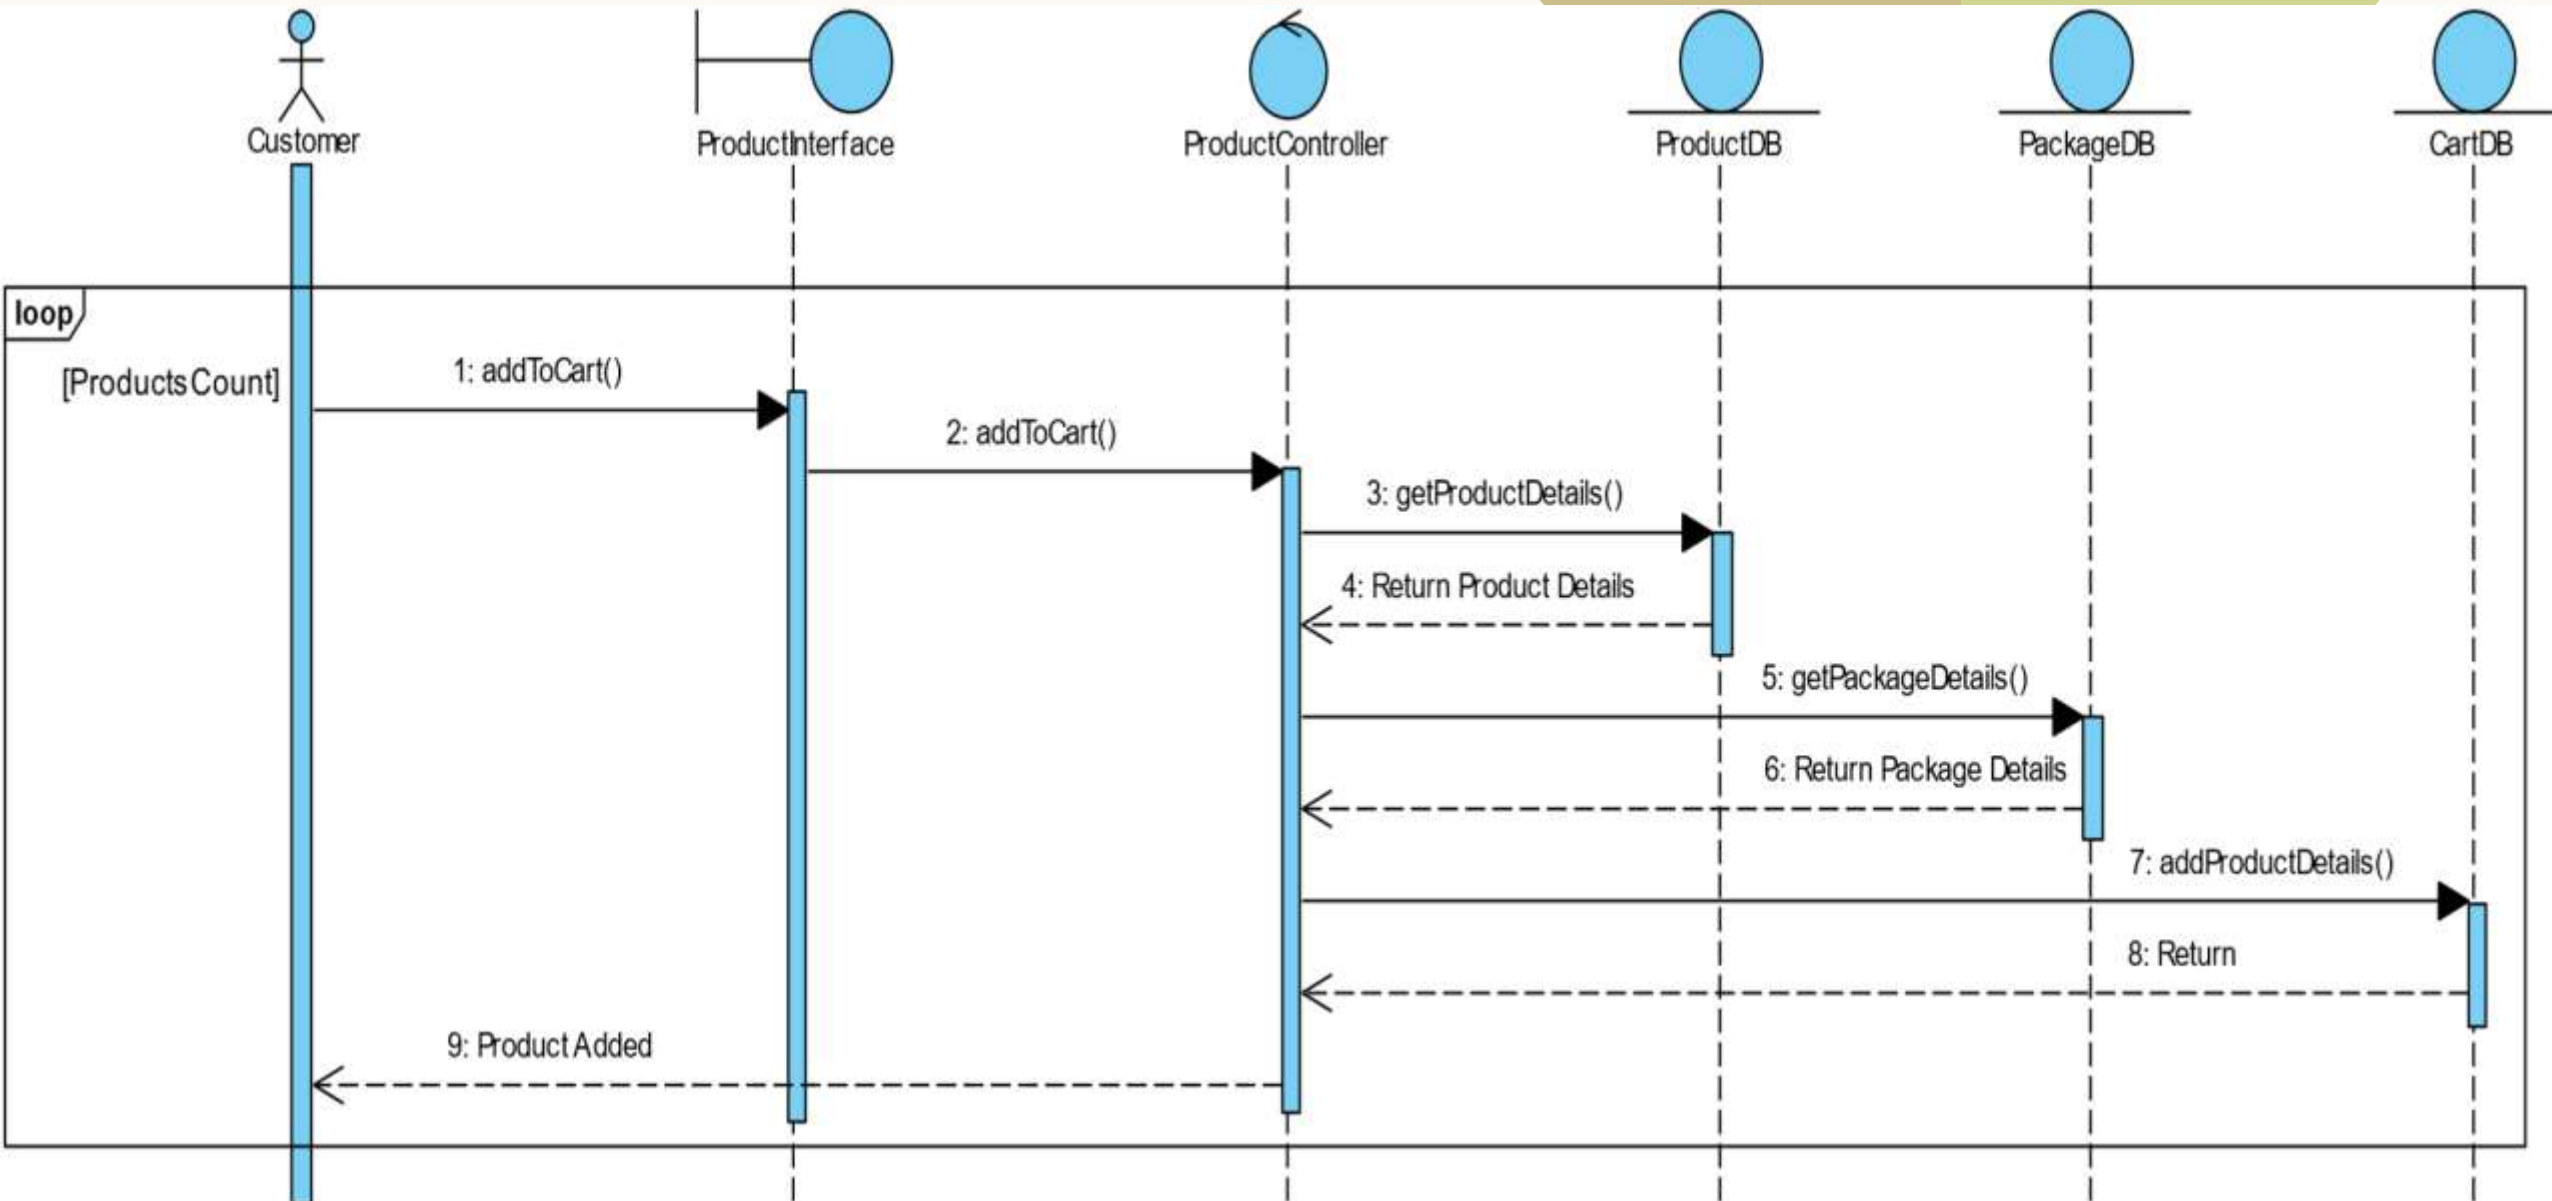 Customer
ProductInterface
ProductController
ProductDB
PackageDB
CartDB
loop
[Products Count]
1: addToCart()
2: addToCart()
3: getProductDetails()
4: Return Product Details
5: getPackageDetails()
6: Return Package Details
7: addProductDetails()
8: Return
9: Product Added